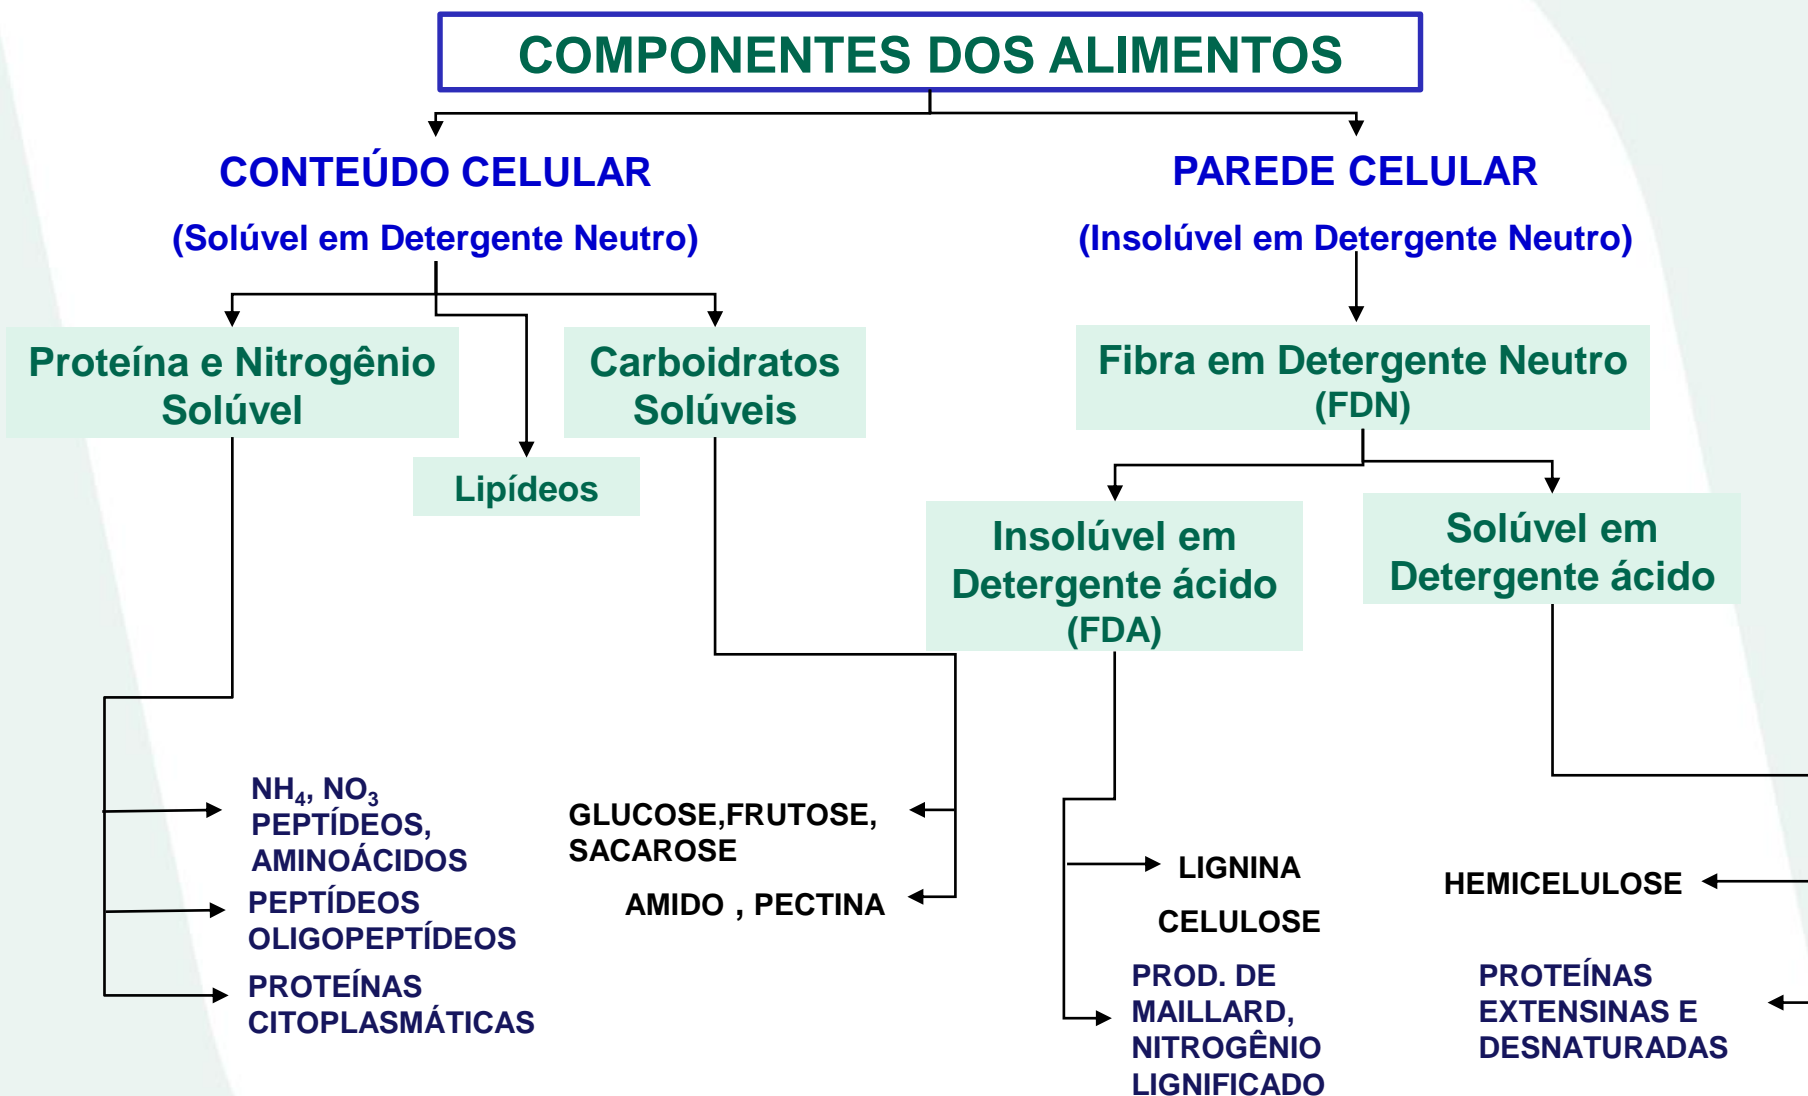 COMPONENTES DOS ALIMENTOS
CONTEÚDO CELULAR
(Solúvel em Detergente Neutro)
PAREDE CELULAR
(Insolúvel em Detergente Neutro)
Proteína e Nitrogênio
Solúvel
Lipídeos
Carboidratos
Solúveis
Fibra em Detergente Neutro
(FDN)
Insolúvel em
Detergente ácido
(FDA)
Solúvel em
Detergente ácido
NH₄, NO₃
PEPTÍDEOS,
AMINOÁCIDOS
PEPTÍDEOS
OLIGOPEPTÍDEOS
PROTEÍNAS
CITOPLASMÁTICAS
GLUCOSE,FRUTOSE,
SACAROSE
AMIDO , PECTINA
LIGNINA
CELULOSE
PROD. DE
MAILLARD,
NITROGÊNIO
LIGNIFICADO
HEMICELULOSE
PROTEÍNAS
EXTENSINAS E
DESNATURADAS